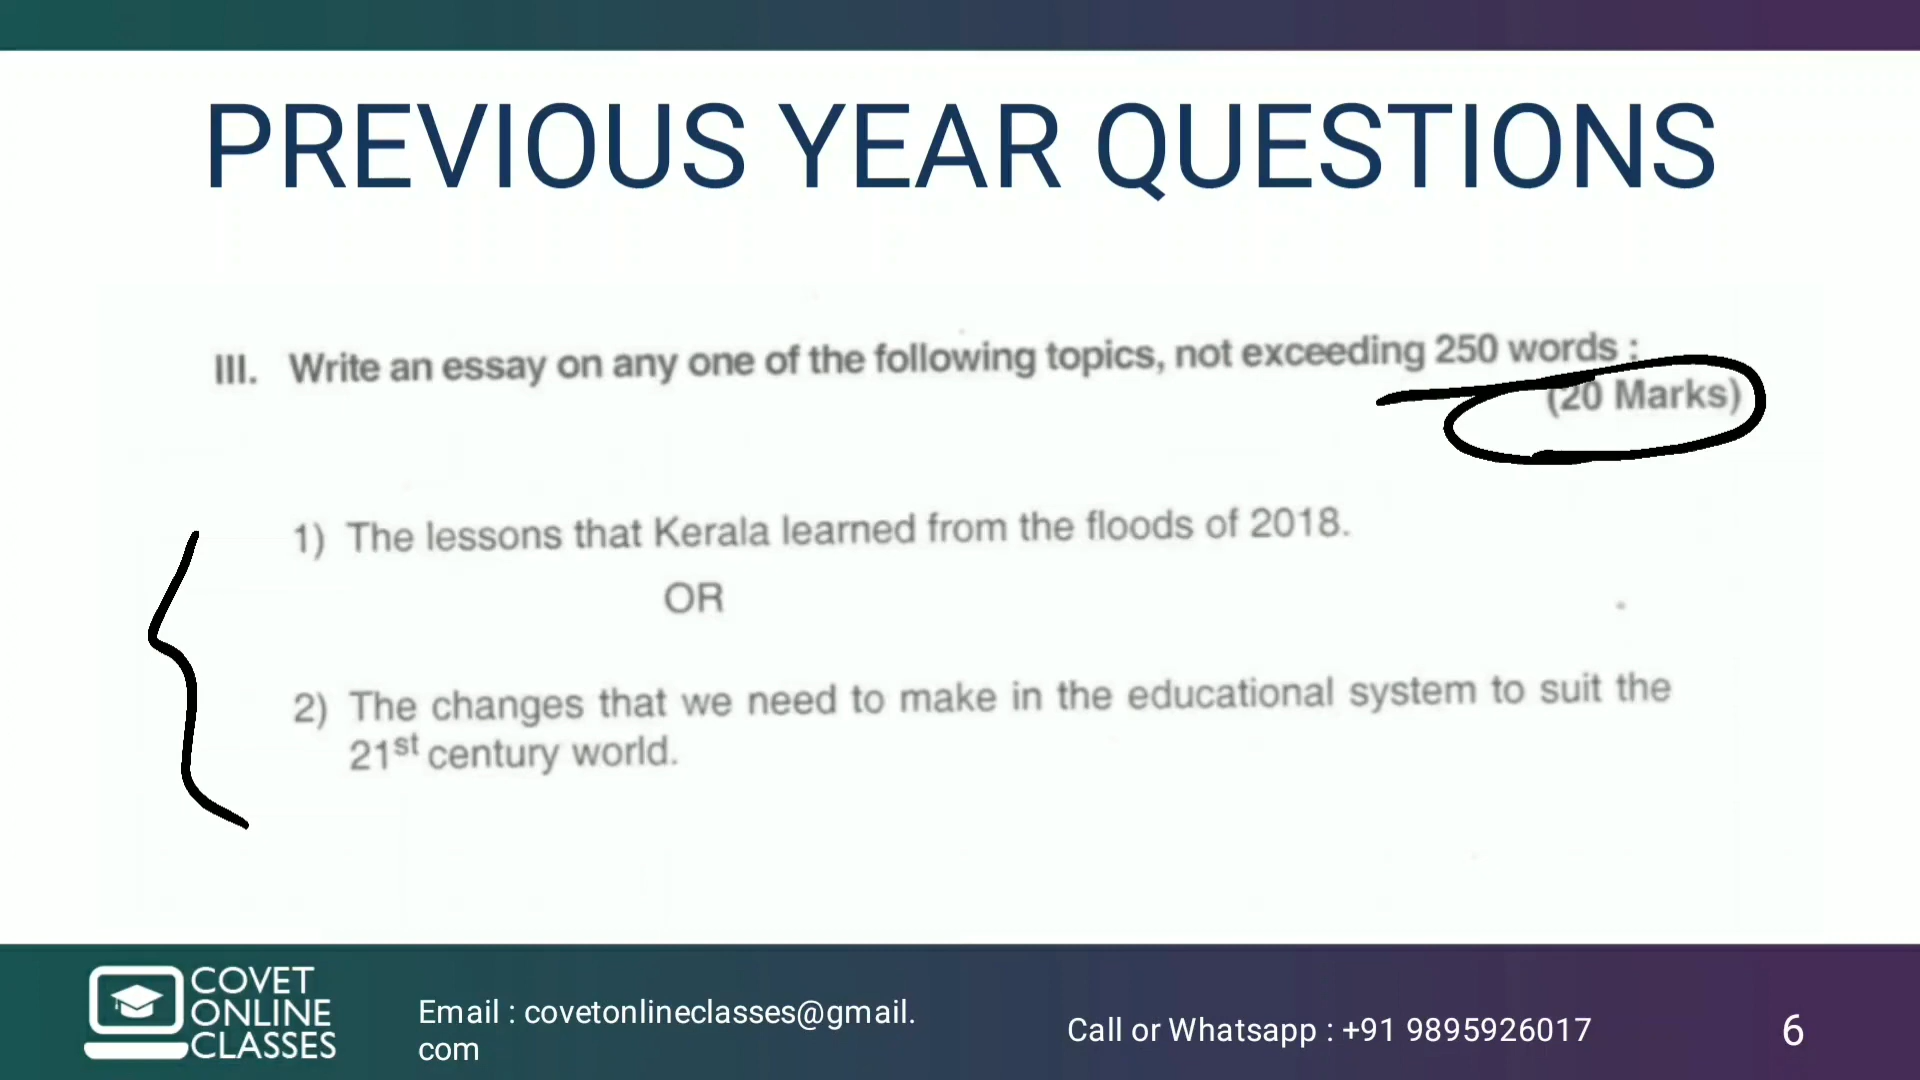 PREVIOUS YEAR QUESTIONS
III. Write an essay on any one of the following topics, not exceeding 250 words :
(20 Marks)
1) The lessons that Kerala learned from the floods of 2018.
OR
2) The changes that we need to make in the educational system to suit the
21st century world.
COVET
ONLINE
CLASSES
Email : covetonlineclasses@gmail.
com
Call or Whatsapp : +91 9895926017
6